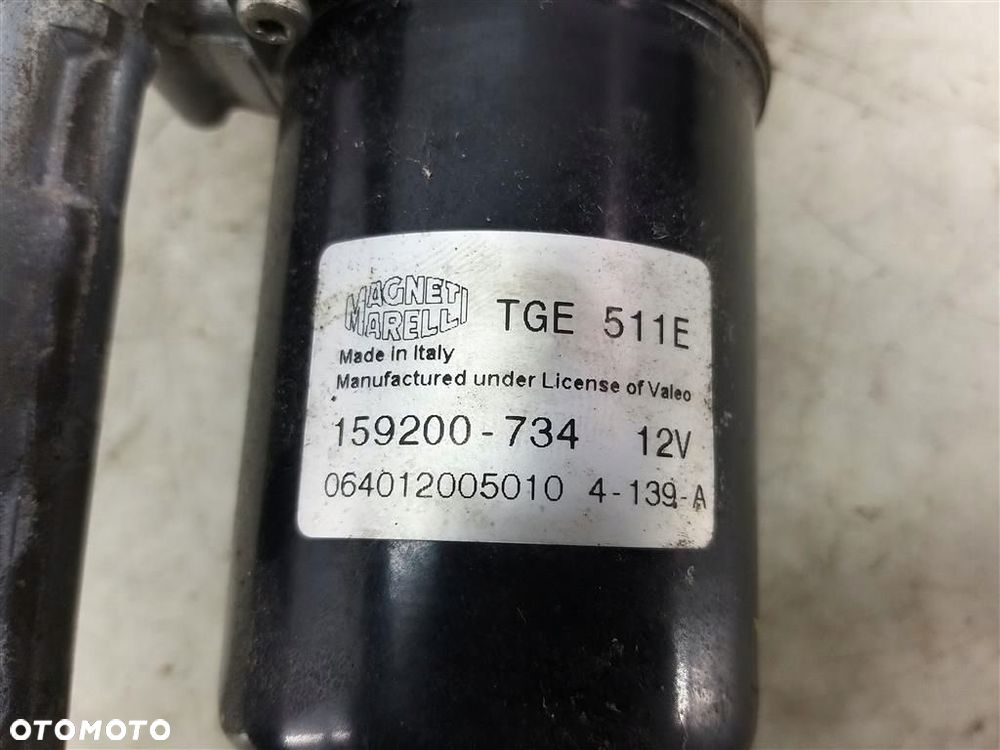 MAGNETI
MARELLI
TGE 511E
Made in Italy
Manufactured under License of Valeo
159200-734 12V
064012005010 4-139-A
OTOMOTO